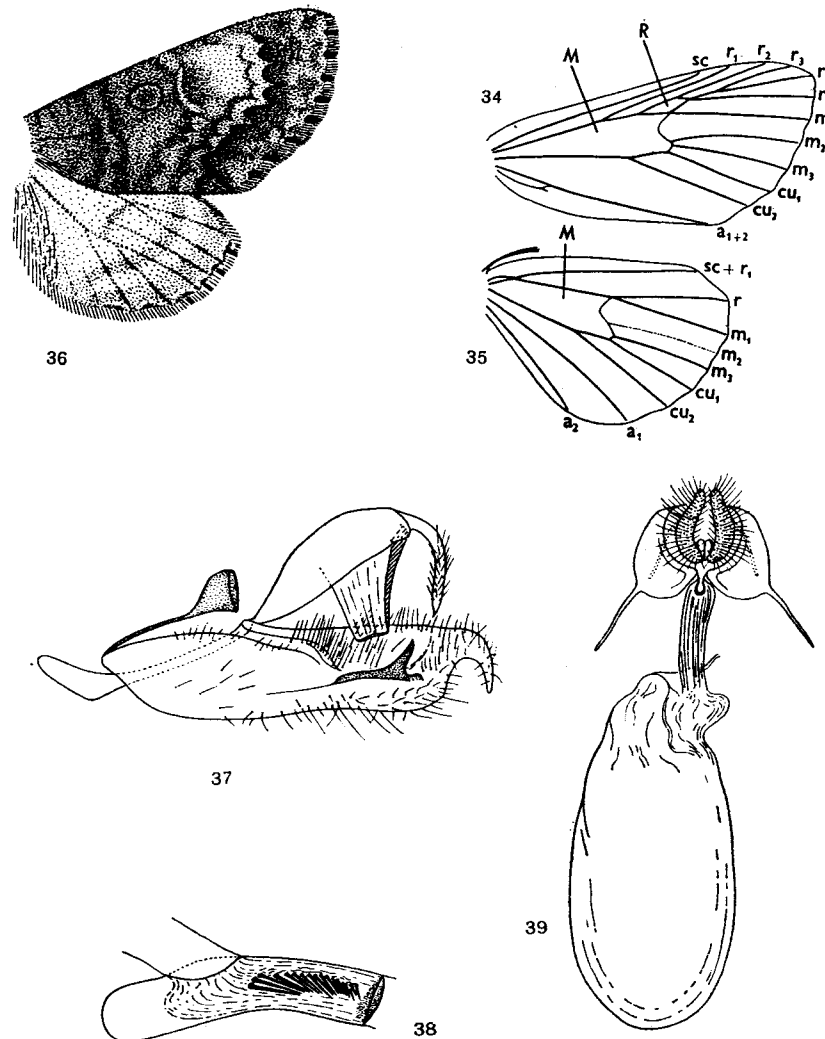 34
M
R
sc
r₁
r₂
r₃
r
r
m
m₂
m₃
cu₁
cu₂
a₁₊₂
36
35
M
sc + r₁
r
m₁
m₂
m₃
cu₁
cu₂
a₁
a₂
37
39
38